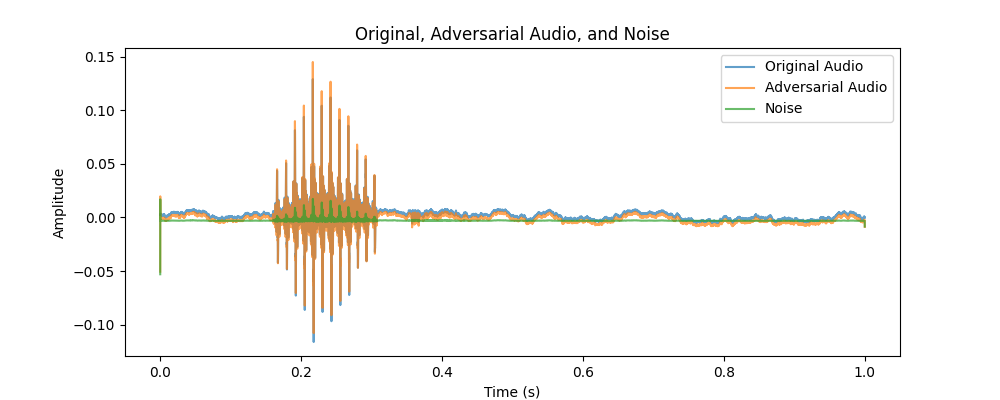 Original, Adversarial Audio, and Noise
Original Audio
Adversarial Audio
Noise
Amplitude
0.15
0.10
0.05
0.00
−0.05
−0.10
0.0 0.2 0.4 0.6 0.8 1.0
Time (s)